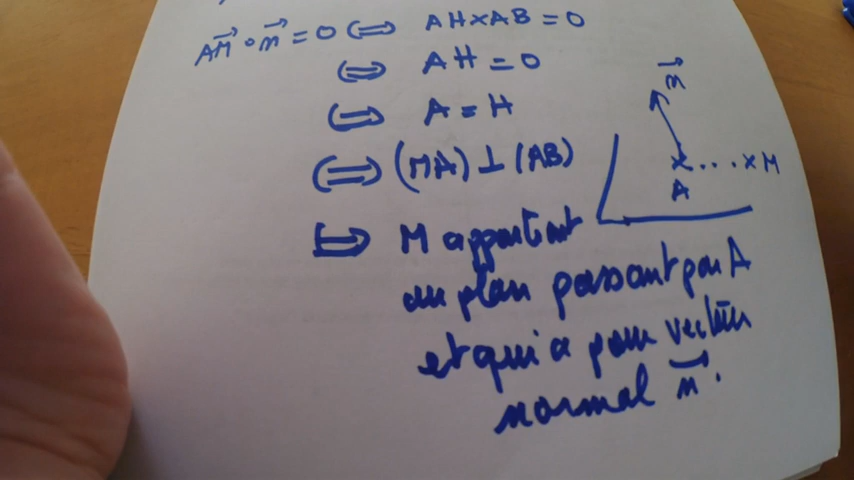 AM⃗ • n⃗ = 0 ⟺ AH × AB = 0
⟺ AH = 0
⟺ A = H
⟺ (MA) ⊥ (AB)
n⃗
A x . . . x M
⟺ M appartient
au plan passant par A
et qui a pour vecteur
normal n⃗.